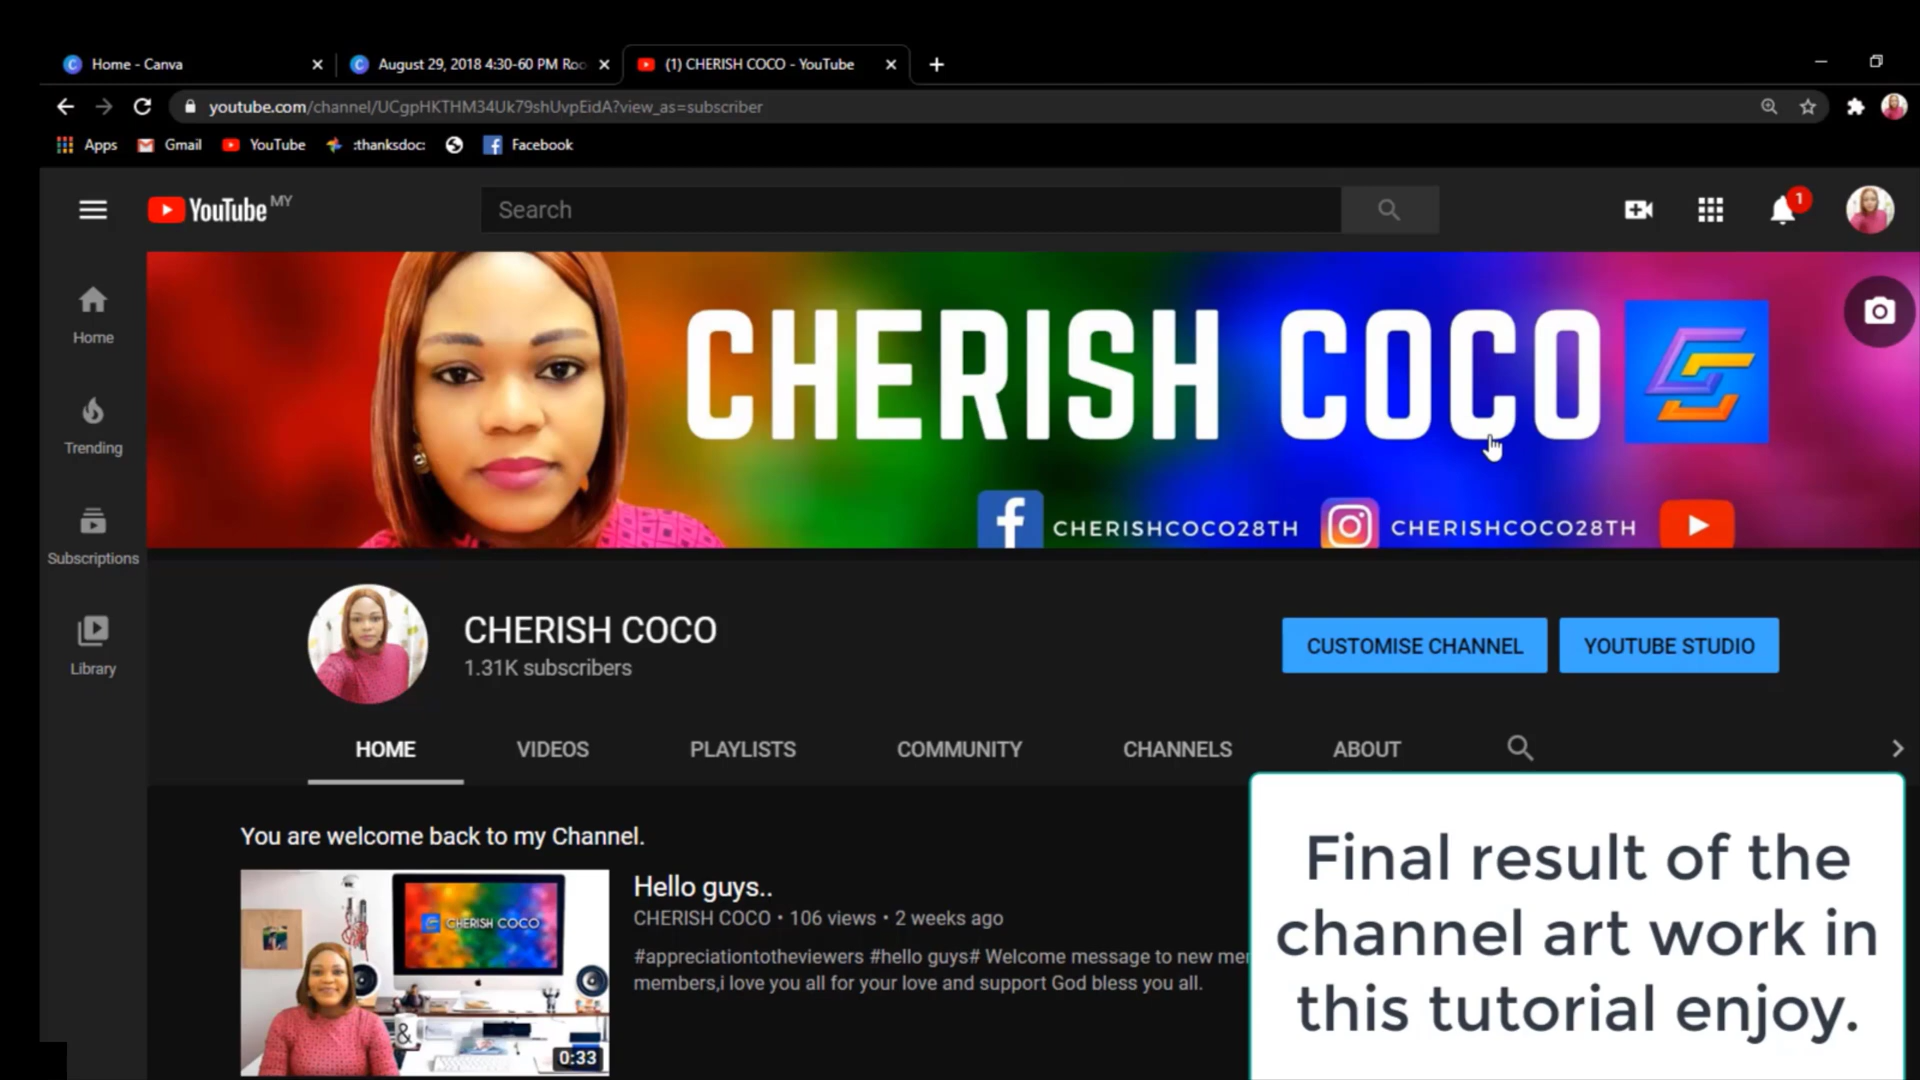 Home - Canva
August 29, 2018 4:30-60 PM Roo
(1) CHERISH COCO - YouTube
youtube.com/channel/UCgpHKTHM34Uk79shUvpEidA?view_as=subscriber
Apps
Gmail
YouTube
:thanksdoc:
Facebook
YouTube MY
Search
1
Home
Trending
Subscriptions
Library
CHERISH COCO
CHERISHCOCO28TH
CHERISHCOCO28TH
CHERISH COCO
1.31K subscribers
CUSTOMISE CHANNEL
YOUTUBE STUDIO
HOME
VIDEOS
PLAYLISTS
COMMUNITY
CHANNELS
ABOUT
You are welcome back to my Channel.
CHERISH COCO
&
0:33
Hello guys..
CHERISH COCO • 106 views • 2 weeks ago
#appreciationtotheviewers #hello guys# Welcome message to new mer
members,i love you all for your love and support God bless you all.
Final result of the
channel art work in
this tutorial enjoy.